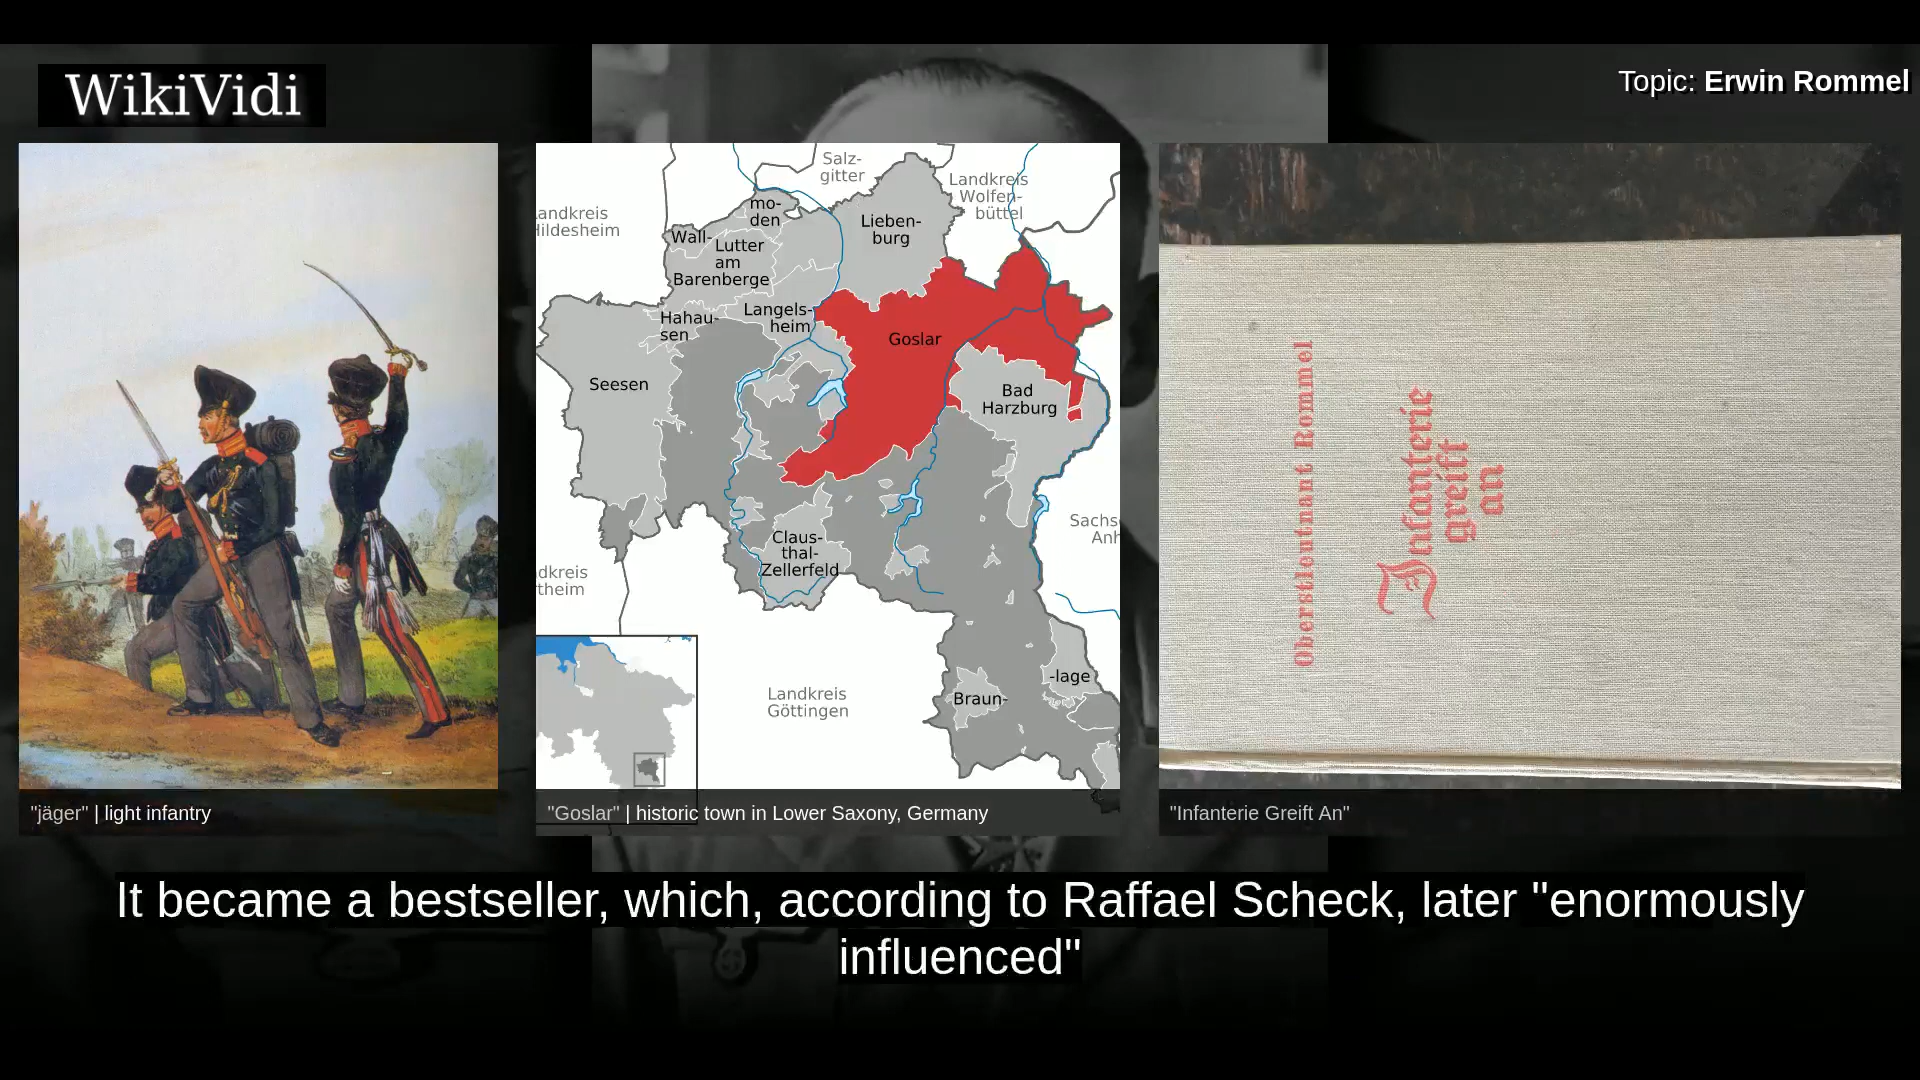 WikiVidi
Topic: Erwin Rommel
Salz-
gitter
Landkreis
Wolfen-
büttel
andkreis
ildesheim
mo-
den
Wall-
Lutter
am
Barenberge
Lieben-
burg
Langels-
heim
Hahau-
sen
Goslar
Seesen
Bad
Harzburg
Claus-
thal-
Zellerfeld
Sachs
Anh
dkreis
theim
Landkreis
Göttingen
Braun-
-lage
Oberstleutnant Rommel
Infanterie
greift
an
"jäger" | light infantry
"Goslar" | historic town in Lower Saxony, Germany
"Infanterie Greift An"
It became a bestseller, which, according to Raffael Scheck, later "enormously
influenced"